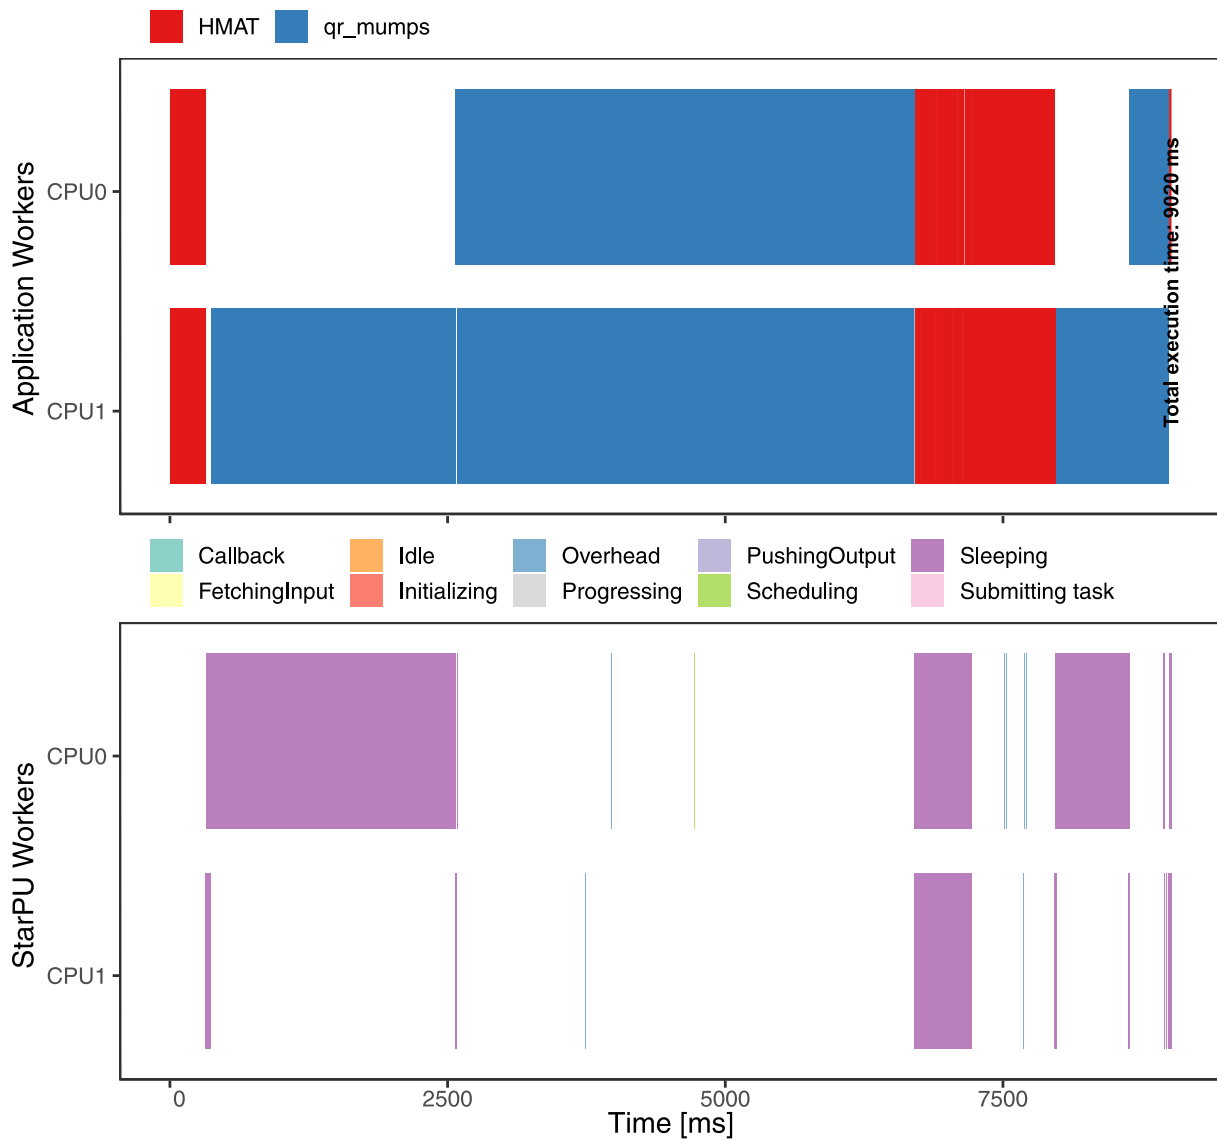 HMAT qr_mumps
Application Workers
CPU0
CPU1
Total execution time: 9020 ms
Callback Idle Overhead PushingOutput Sleeping
FetchingInput Initializing Progressing Scheduling Submitting task
StarPU Workers
CPU0
CPU1
0 2500 5000 7500
Time [ms]